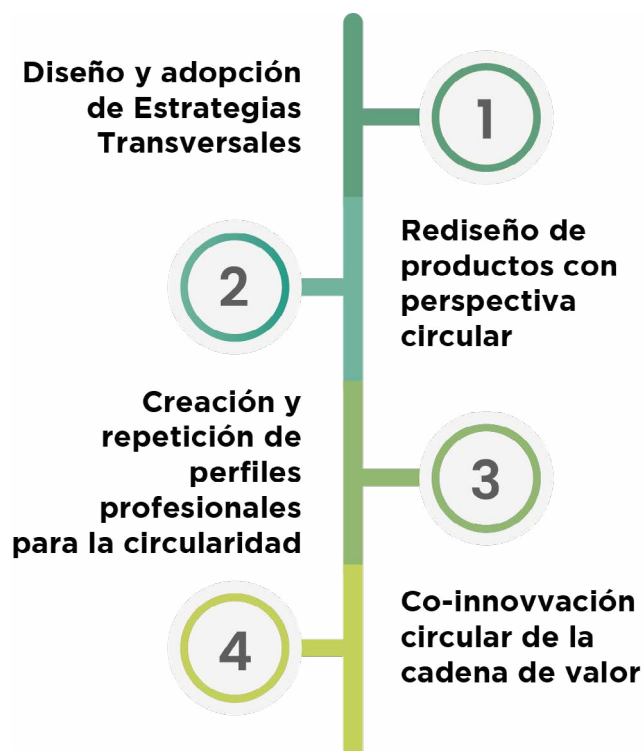 Diseño y adopción
de Estrategias
Transversales
1
2
Rediseño de
productos con
perspectiva
circular
Creación y
repetición de
perfiles
profesionales
para la circularidad
3
4
Co-innovvación
circular de la
cadena de valor